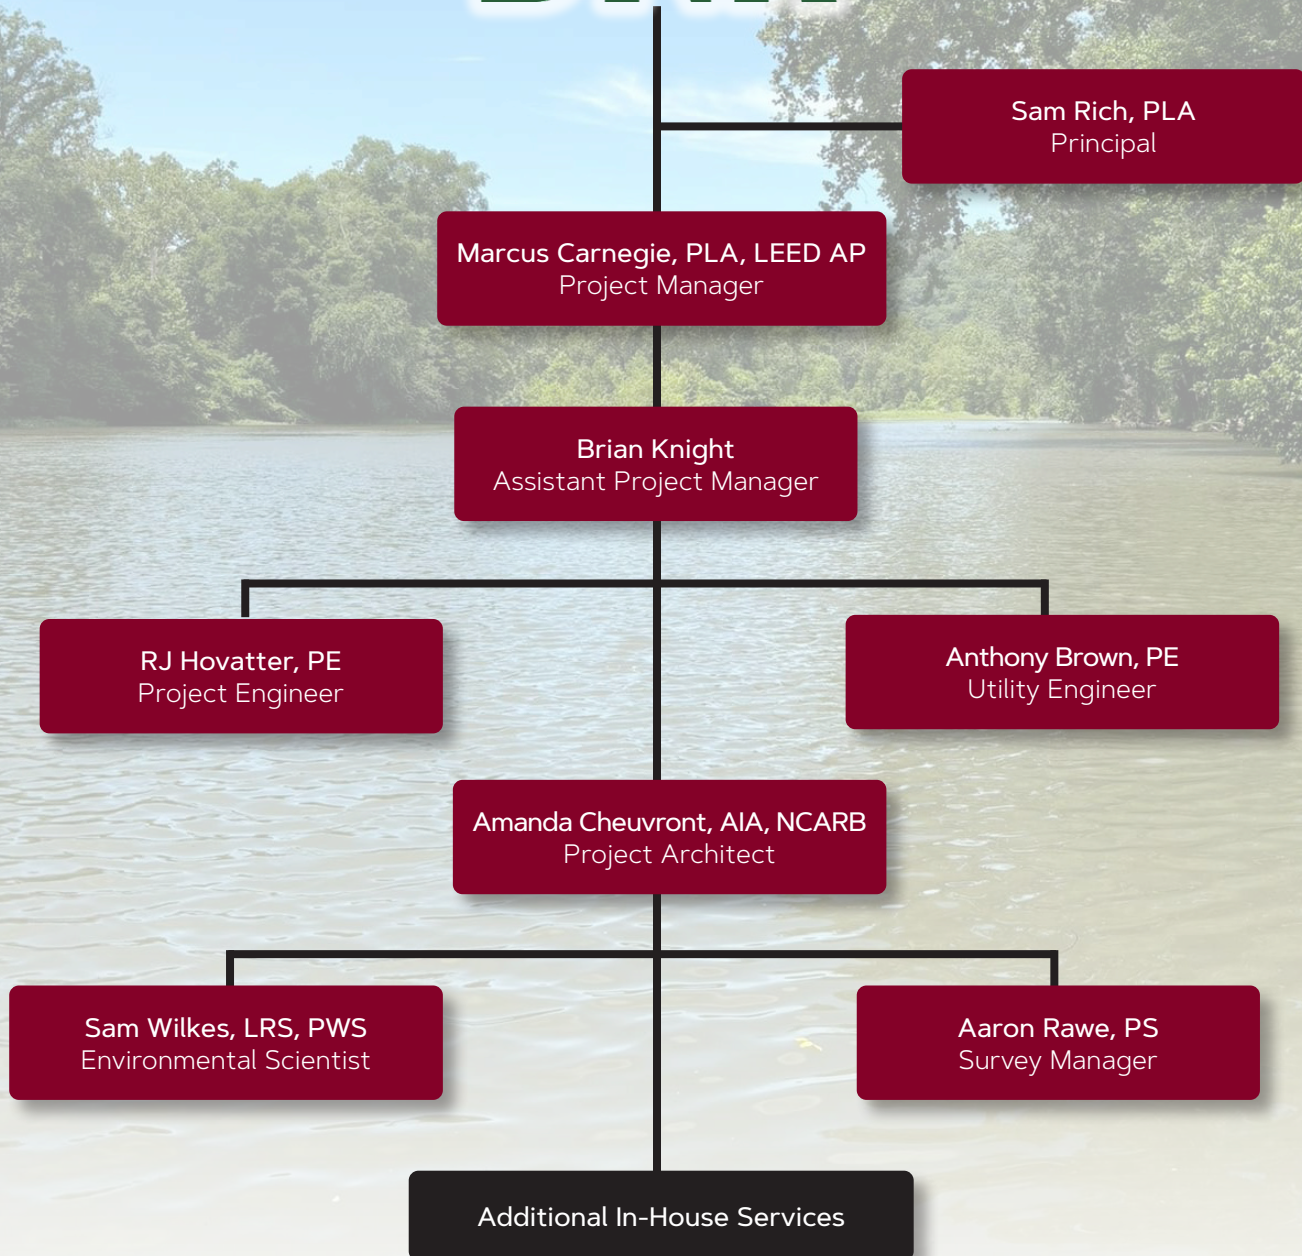 Sam Rich, PLA
Principal
Marcus Carnegie, PLA, LEED AP
Project Manager
Brian Knight
Assistant Project Manager
RJ Hovatter, PE
Project Engineer
Anthony Brown, PE
Utility Engineer
Amanda Cheuvront, AIA, NCARB
Project Architect
Sam Wilkes, LRS, PWS
Environmental Scientist
Aaron Rawe, PS
Survey Manager
Additional In-House Services